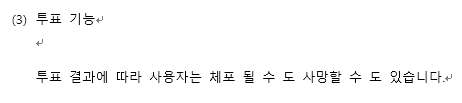 (3) 투표 기능
투표 결과에 따라 사용자는 체포 될 수 도 사망할 수 도 있습니다.